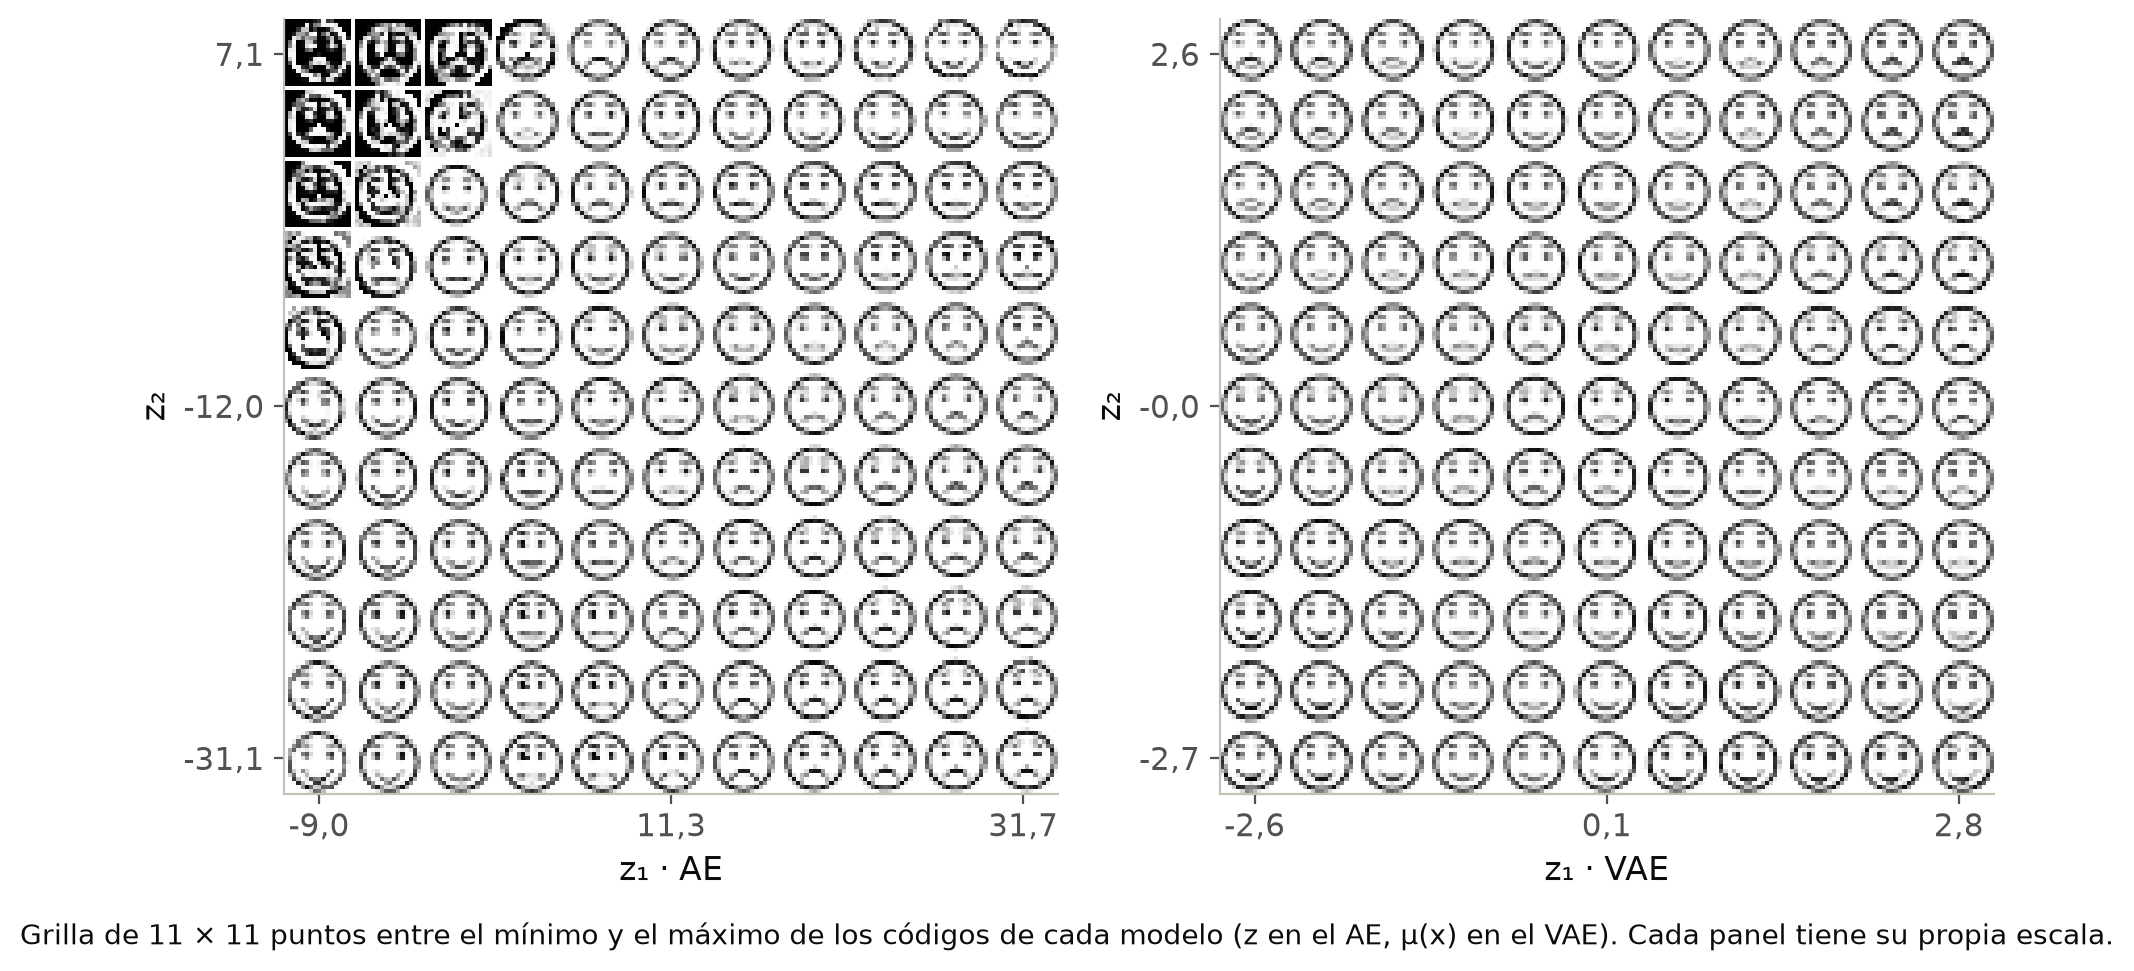 7,1
-12,0
-31,1
z₂
-9,0 11,3 31,7
z₁ · AE
2,6
-0,0
-2,7
z₂
-2,6 0,1 2,8
z₁ · VAE
Grilla de 11 × 11 puntos entre el mínimo y el máximo de los códigos de cada modelo (z en el AE, μ(x) en el VAE). Cada panel tiene su propia escala.